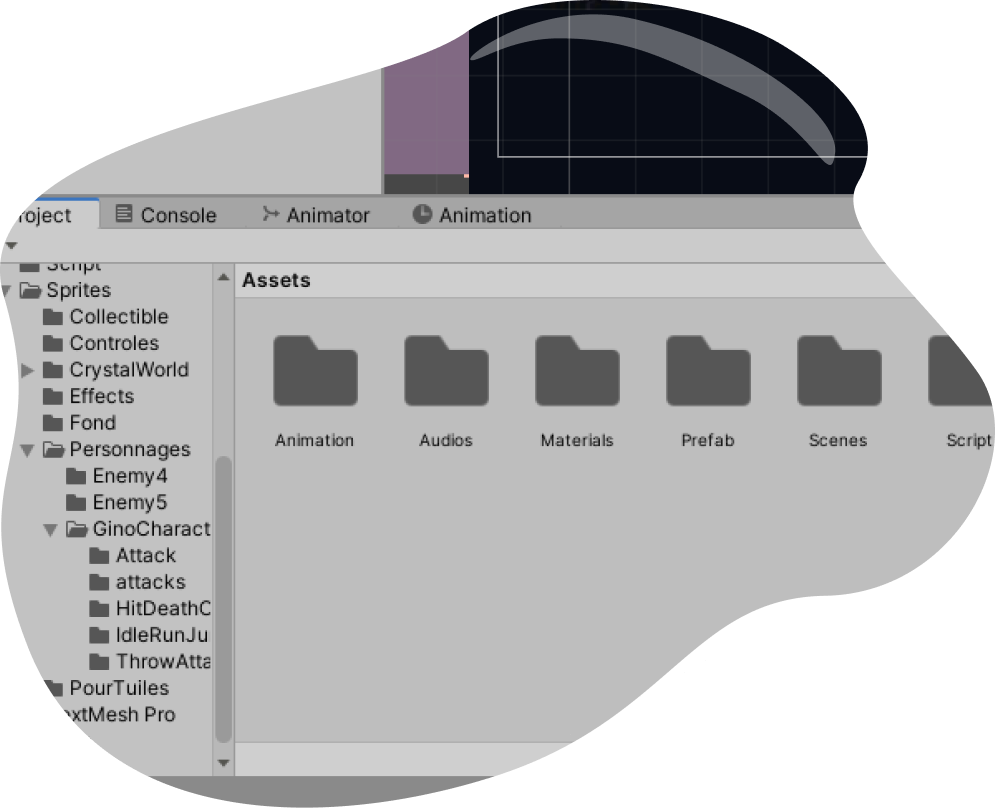 roject Console Animator Animation
Script
Assets
Sprites
Collectible
Controles
CrystalWorld
Effects
Fond
Personnages
Enemy4
Enemy5
GinoCharact
Attack
attacks
HitDeathC
IdleRunJu
ThrowAtta
PourTuiles
extMesh Pro
Animation Audios Materials Prefab Scenes Script